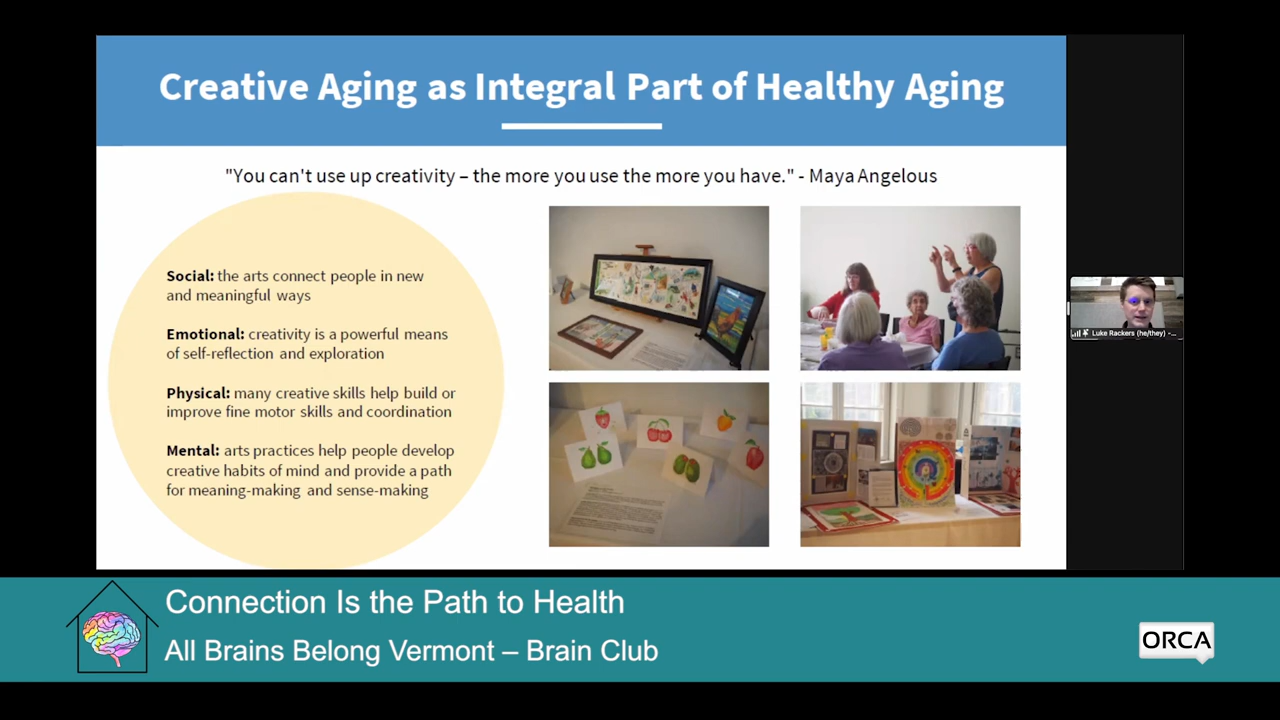 Creative Aging as Integral Part of Healthy Aging
"You can't use up creativity – the more you use the more you have." - Maya Angelous
Social: the arts connect people in new
and meaningful ways
Emotional: creativity is a powerful means
of self-reflection and exploration
Physical: many creative skills help build or
improve fine motor skills and coordination
Mental: arts practices help people develop
creative habits of mind and provide a path
for meaning-making and sense-making
Luke Rackers (he/they) -...
Connection Is the Path to Health
All Brains Belong Vermont – Brain Club
ORCA